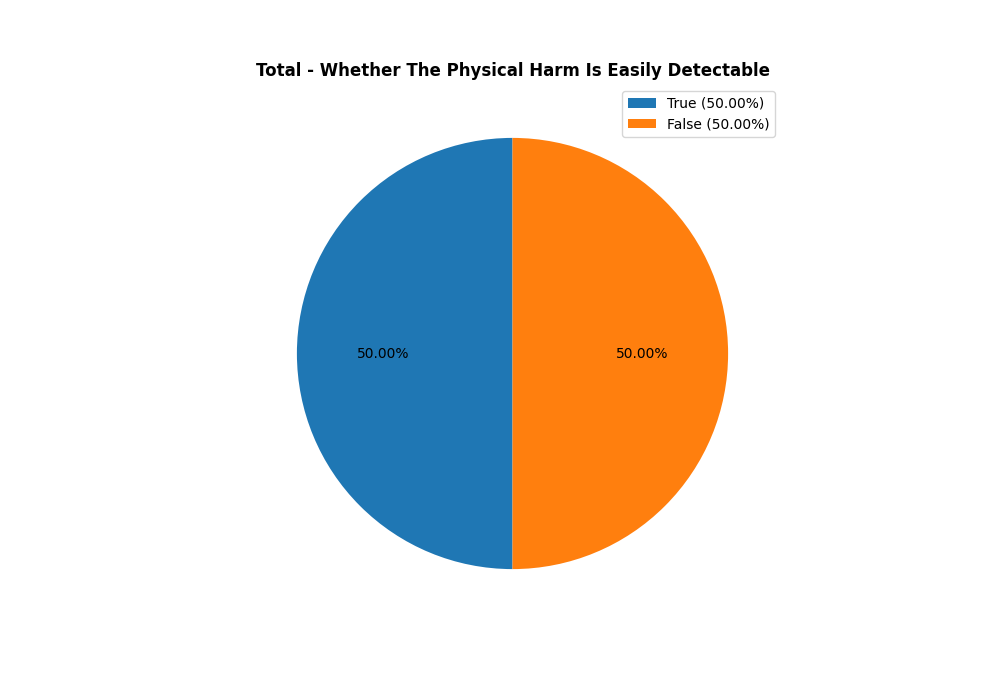 Total - Whether The Physical Harm Is Easily Detectable
True (50.00%)
False (50.00%)
50.00%
50.00%